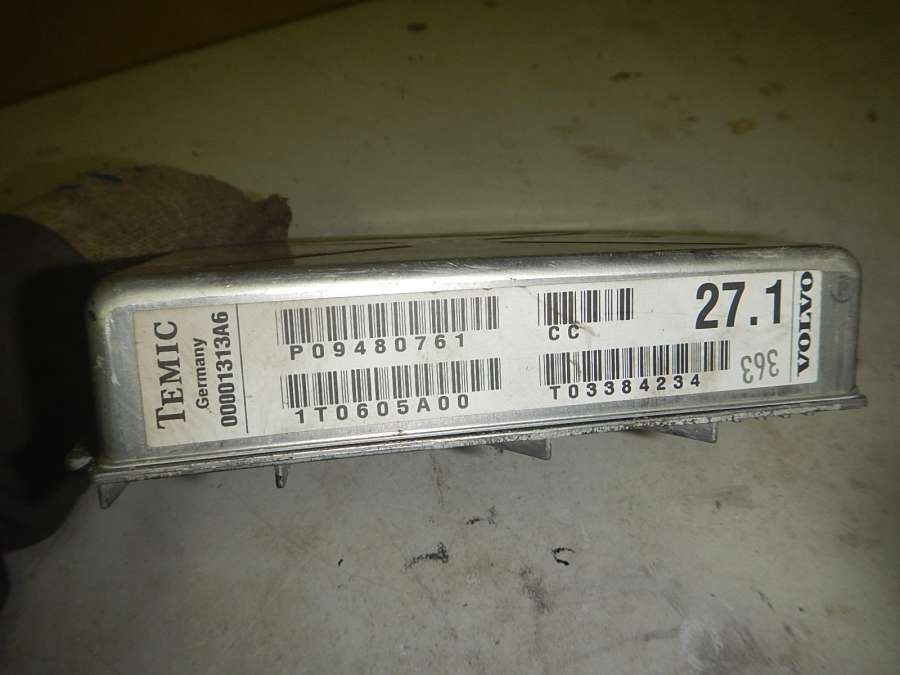 TEMIC
Germany
00001313A6
P09480761
1T0605A00
CC
T03384234
27.1
363
VOLVO